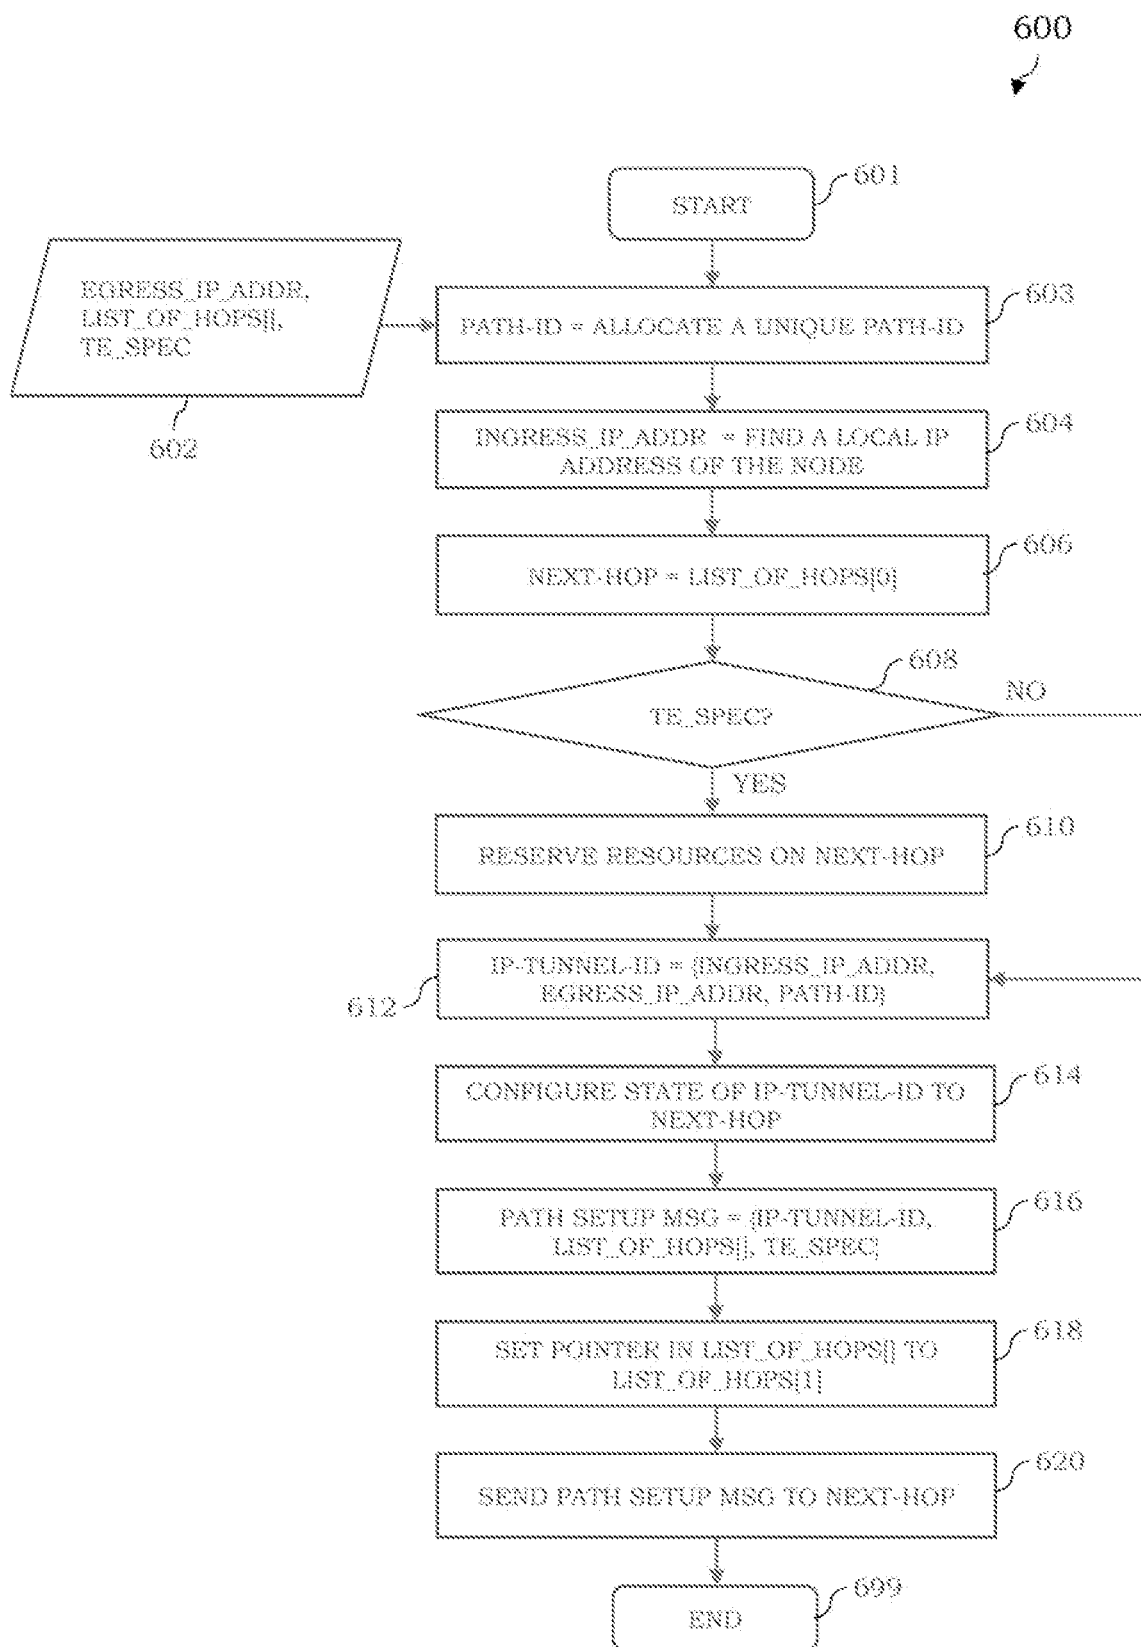 600
START
601
EGRESS_IP_ADDR,
LIST_OF_HOPS[],
TE_SPEC
602
PATH-ID = ALLOCATE A UNIQUE PATH-ID
603
INGRESS_IP_ADDR = FIND A LOCAL IP
ADDRESS OF THE NODE
604
NEXT-HOP = LIST_OF_HOPS[0]
606
TE_SPEC?
608
NO
YES
RESERVE RESOURCES ON NEXT-HOP
610
IP-TUNNEL-ID = {INGRESS_IP_ADDR,
EGRESS_IP_ADDR, PATH-ID}
612
CONFIGURE STATE OF IP-TUNNEL-ID TO
NEXT-HOP
614
PATH SETUP MSG = {IP-TUNNEL-ID,
LIST_OF_HOPS[], TE_SPEC}
616
SET POINTER IN LIST_OF_HOPS[] TO
LIST_OF_HOPS[1]
618
SEND PATH SETUP MSG TO NEXT-HOP
620
END
699